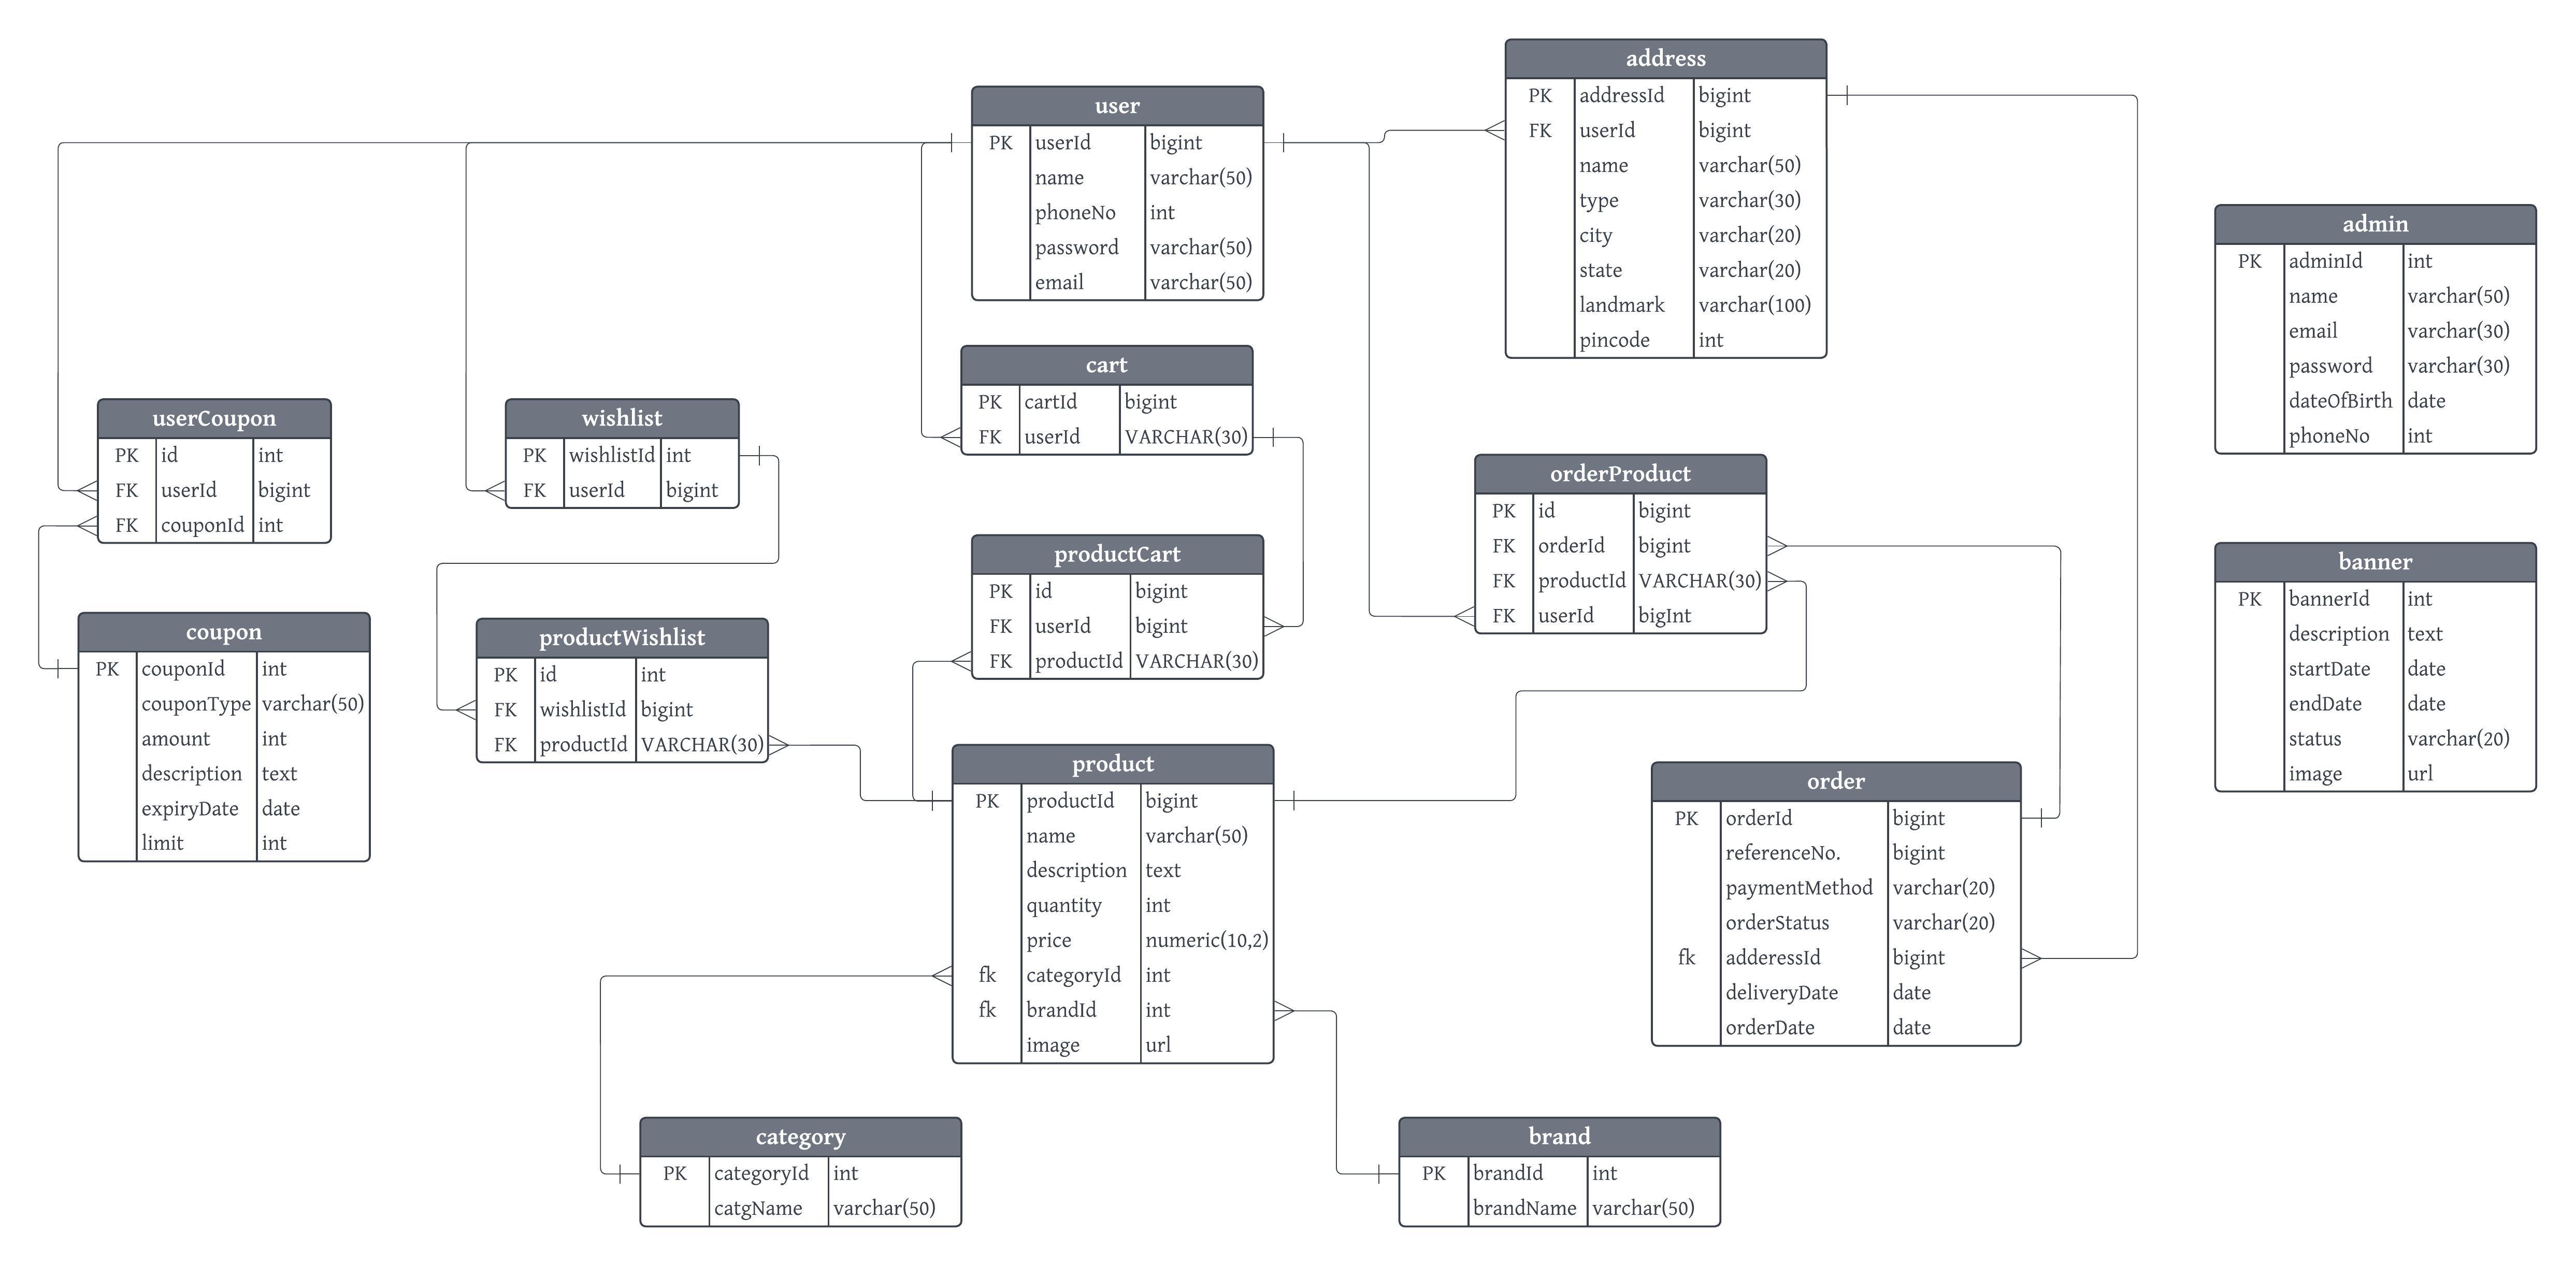 user
PK userId bigint
name varchar(50)
phoneNo int
password varchar(50)
email varchar(50)
address
PK addressId bigint
FK userId bigint
name varchar(50)
type varchar(30)
city varchar(20)
state varchar(20)
landmark varchar(100)
pincode int
admin
PK adminId int
name varchar(50)
email varchar(30)
password varchar(30)
dateOfBirth date
phoneNo int
userCoupon
PK id int
FK userId bigint
FK couponId int
wishlist
PK wishlistId int
FK userId bigint
cart
PK cartId bigint
FK userId VARCHAR(30)
orderProduct
PK id bigint
FK orderId bigint
FK productId VARCHAR(30)
FK userId bigInt
productCart
PK id bigint
FK userId bigint
FK productId VARCHAR(30)
banner
PK bannerId int
description text
startDate date
endDate date
status varchar(20)
image url
coupon
PK couponId int
couponType varchar(50)
amount int
description text
expiryDate date
limit int
productWishlist
PK id int
FK wishlistId bigint
FK productId VARCHAR(30)
product
PK productId bigint
name varchar(50)
description text
quantity int
price numeric(10,2)
fk categoryId int
fk brandId int
image url
order
PK orderId bigint
referenceNo. bigint
paymentMethod varchar(20)
orderStatus varchar(20)
fk adderessId bigint
deliveryDate date
orderDate date
category
PK categoryId int
catgName varchar(50)
brand
PK brandId int
brandName varchar(50)